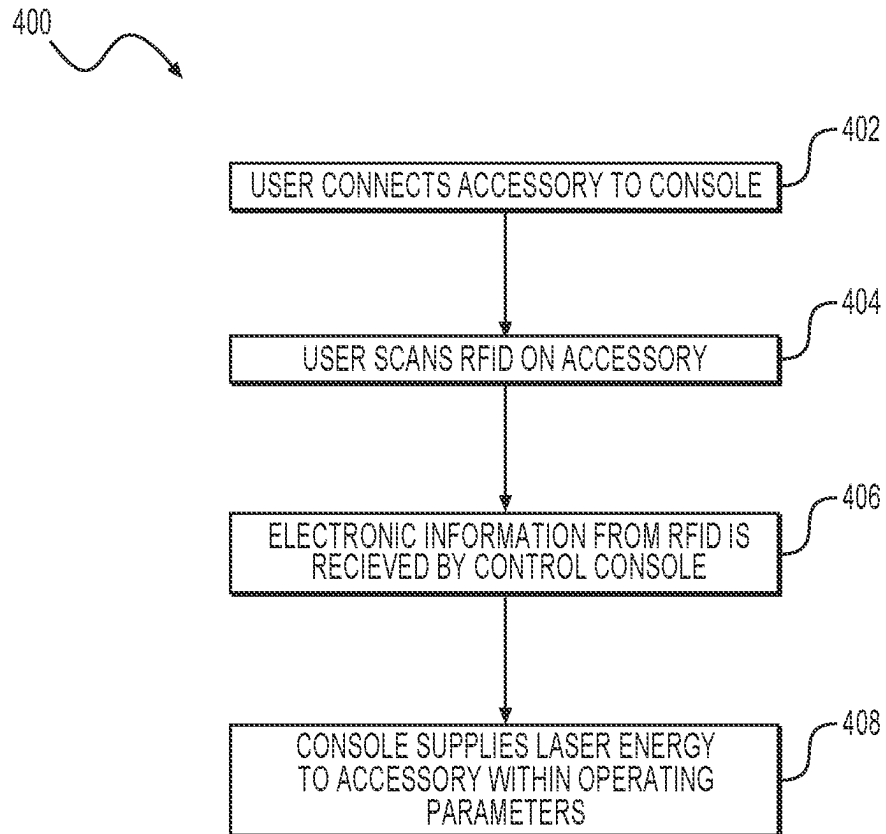 400
402
USER CONNECTS ACCESSORY TO CONSOLE
404
USER SCANS RFID ON ACCESSORY
406
ELECTRONIC INFORMATION FROM RFID IS
RECIEVED BY CONTROL CONSOLE
408
CONSOLE SUPPLIES LASER ENERGY
TO ACCESSORY WITHIN OPERATING
PARAMETERS